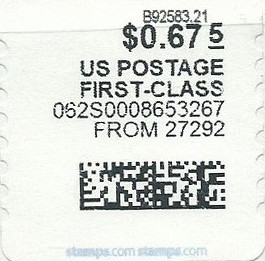 B92583.21
$0.67 5
US POSTAGE
FIRST-CLASS
062S0008653267
FROM 27292
stamps.com stamps.com